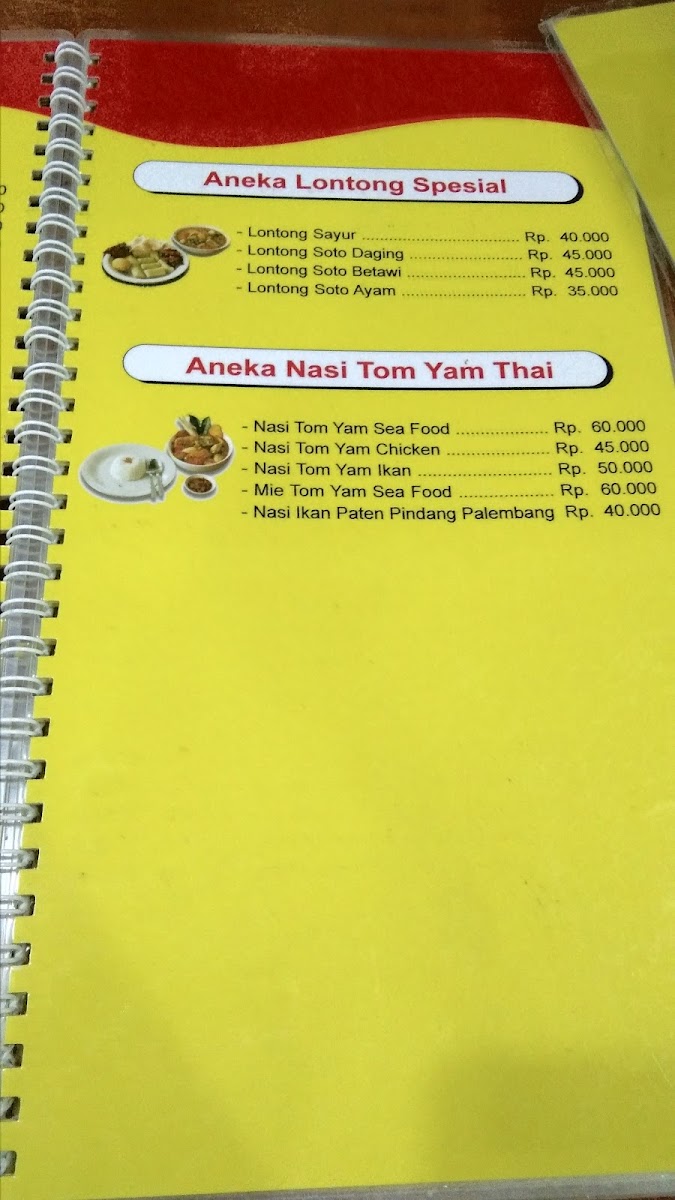 Aneka Lontong Spesial
- Lontong Sayur ........................................ Rp. 40.000
- Lontong Soto Daging ............................. Rp. 45.000
- Lontong Soto Betawi .............................. Rp. 45.000
- Lontong Soto Ayam ............................... Rp. 35.000
Aneka Nasi Tom Yam Thai
- Nasi Tom Yam Sea Food ..................... Rp. 60.000
- Nasi Tom Yam Chicken ....................... Rp. 45.000
- Nasi Tom Yam Ikan .............................. Rp. 50.000
- Mie Tom Yam Sea Food ..................... Rp. 60.000
- Nasi Ikan Paten Pindang Palembang Rp. 40.000